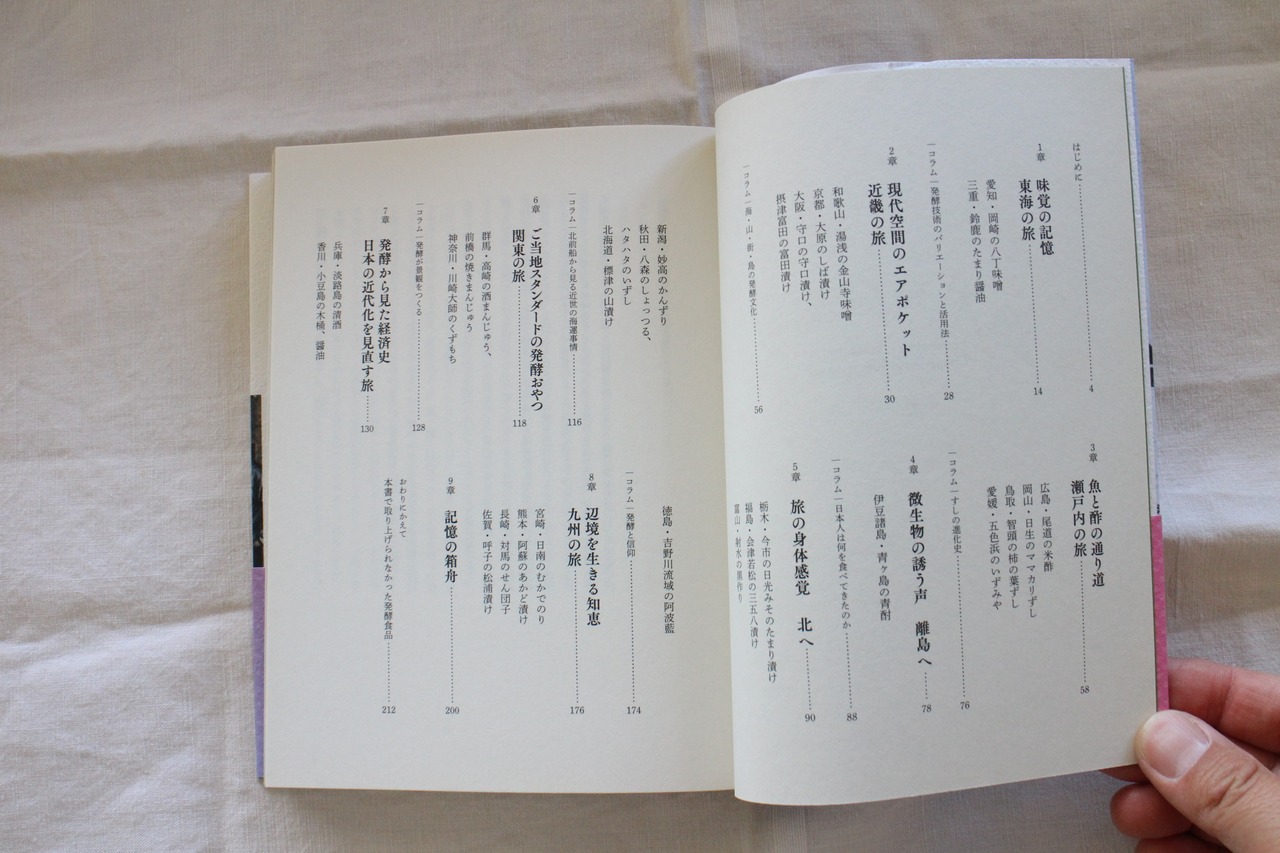 はじめに……4
1章 味覚の記憶
東海の旅……14
愛知・岡崎の八丁味噌
三重・鈴鹿のたまり醤油
｜コラム｜発酵技術のバリエーションと活用法……28
2章 現代空間のエアポケット
近畿の旅……30
和歌山・湯浅の金山寺味噌
京都・大原のしば漬け
大阪・守口の守口漬け、
摂津富田の富田漬け
｜コラム｜海・山・街・島の発酵文化……56
3章 魚と酢の通り道
瀬戸内の旅……58
広島・尾道の米酢
岡山・日生のママカリずし
鳥取・智頭の柿の葉ずし
愛媛・五色浜のいずみや
｜コラム｜すしの進化史……76
4章 微生物の誘う声 離島へ……78
伊豆諸島・青ヶ島の青酎
｜コラム｜日本人は何を食べてきたのか……88
5章 旅の身体感覚 北へ……90
栃木・今市の日光みそのたまり漬け
福島・会津若松の三五八漬け
富山・射水の黒作り
新潟・妙高のかんずり
秋田・八森のしょっつる、
ハタハタのいずし
北海道・標津の山漬け
｜コラム｜北前船から見る近世の海運事情……116
6章 ご当地スタンダードの発酵おやつ
関東の旅……118
群馬・高崎の酒まんじゅう、
前橋の焼きまんじゅう
神奈川・川崎大師のくずもち
｜コラム｜発酵が景観をつくる……128
7章 発酵から見た経済史
日本の近代化を見直す旅……130
兵庫・淡路島の清酒
香川・小豆島の木桶、醤油
徳島・吉野川流域の阿波藍
｜コラム｜発酵と信仰……174
8章 辺境を生きる知恵
九州の旅……176
宮崎・日南のむかでのり
熊本・阿蘇のあかど漬け
長崎・対馬のせん団子
佐賀・呼子の松浦漬け
9章 記憶の箱舟……200
おわりにかえて
本書で取り上げられなかった発酵食品……212